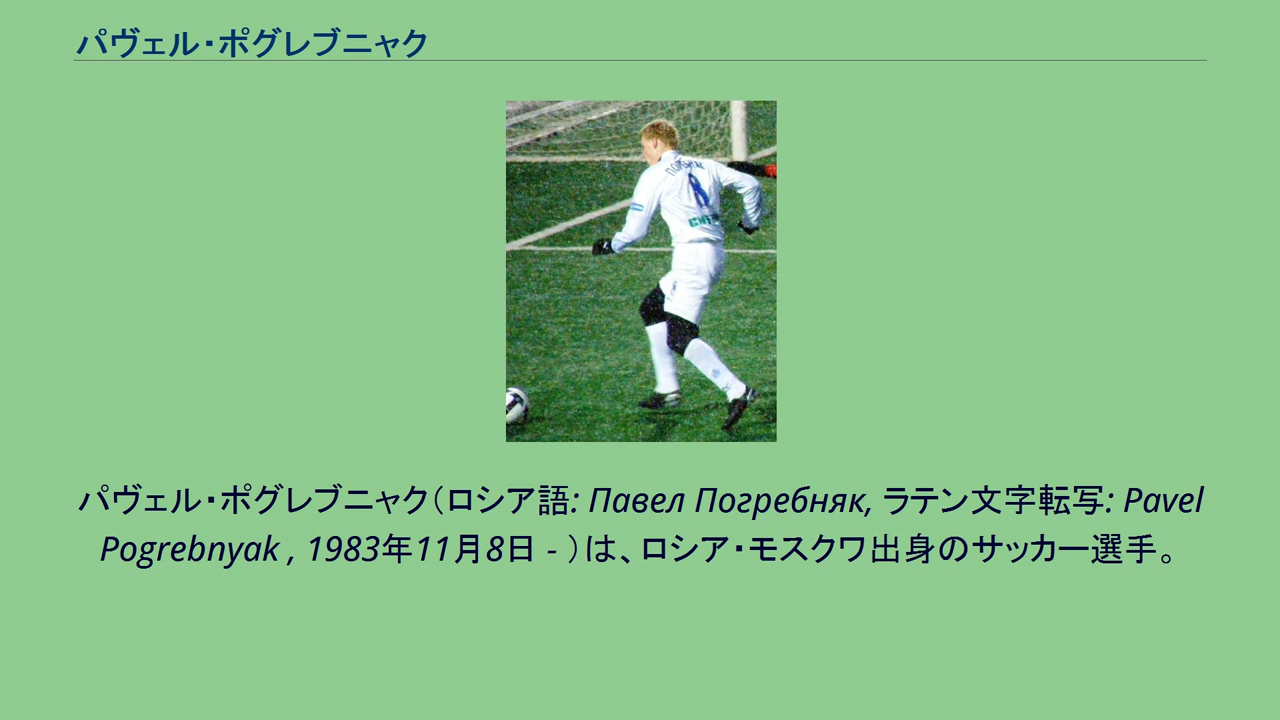 パヴェル・ポグレブニャク
8
パヴェル・ポグレブニャク（ロシア語: Павел Погребняк, ラテン文字転写: Pavel
Pogrebnyak , 1983年11月8日 - ）は、ロシア・モスクワ出身のサッカー選手。